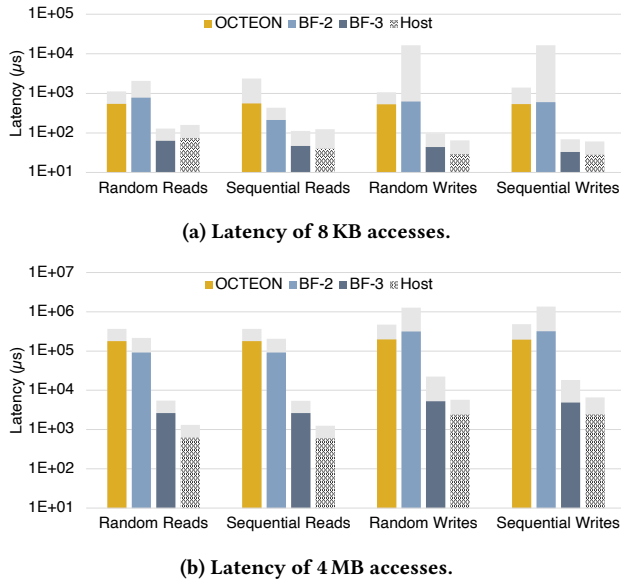 1E+05
OCTEON BF-2 BF-3 Host
1E+04
1E+03
1E+02
1E+01
Latency (µs)
Random Reads Sequential Reads Random Writes Sequential Writes
(a) Latency of 8 KB accesses.
1E+07
OCTEON BF-2 BF-3 Host
1E+06
1E+05
1E+04
1E+03
1E+02
1E+01
Latency (µs)
Random Reads Sequential Reads Random Writes Sequential Writes
(b) Latency of 4 MB accesses.